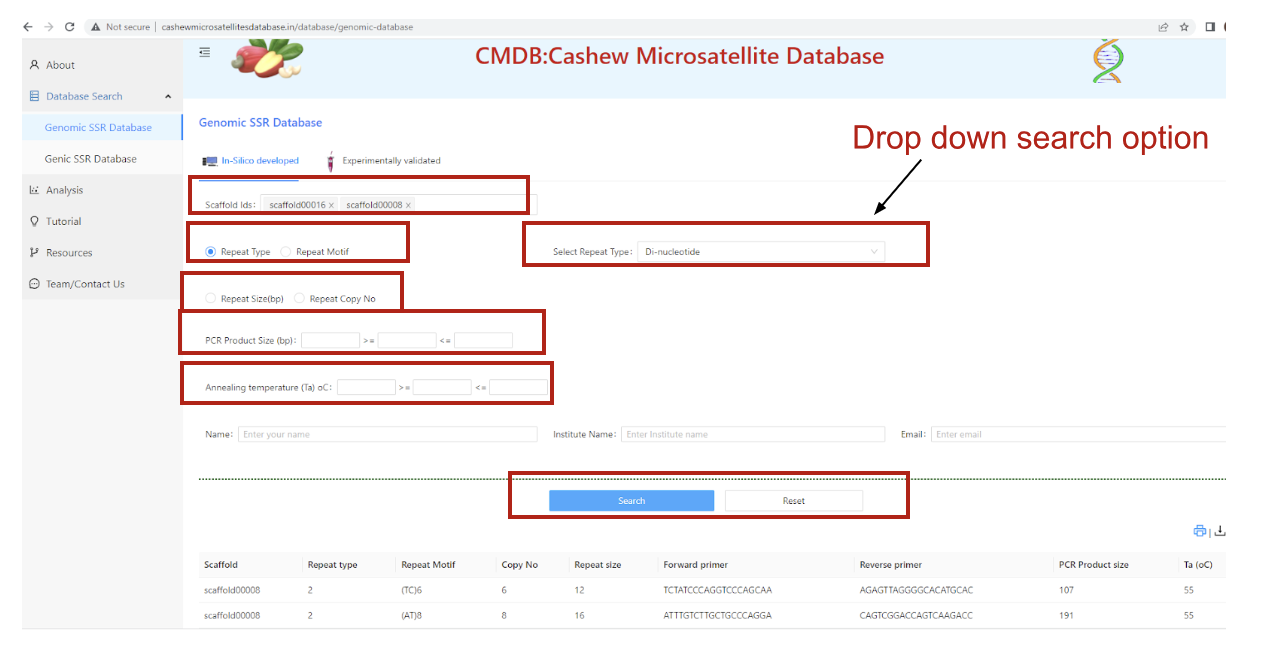 Not secure | cashewmicrosatellitesdatabase.in/database/genomic-database
CMDB:Cashew Microsatellite Database
About
Database Search
Genomic SSR Database
Genic SSR Database
Analysis
Tutorial
Resources
Team/Contact Us
Genomic SSR Database
Drop down search option
In-Silico developed Experimentally validated
Scaffold Ids: scaffold00016 × scaffold00008 ×
Repeat Type Repeat Motif Select Repeat Type: Di-nucleotide
Repeat Size(bp) Repeat Copy No
PCR Product Size (bp): >= <=
Annealing temperature (Ta) oC: >= <=
Name: Enter your name Institute Name: Enter Institute name Email: Enter email
Search Reset
Scaffold Repeat type Repeat Motif Copy No Repeat size Forward primer Reverse primer PCR Product size Ta (oC)
scaffold00008 2 (TC)6 6 12 TCTATCCCAGGTCCCAGCAA AGAGTTAGGGGCACATGCAC 107 55
scaffold00008 2 (AT)8 8 16 ATTTGTCTTGCTGCCCAGGA CAGTCGGACCAGTCAAGACC 191 55